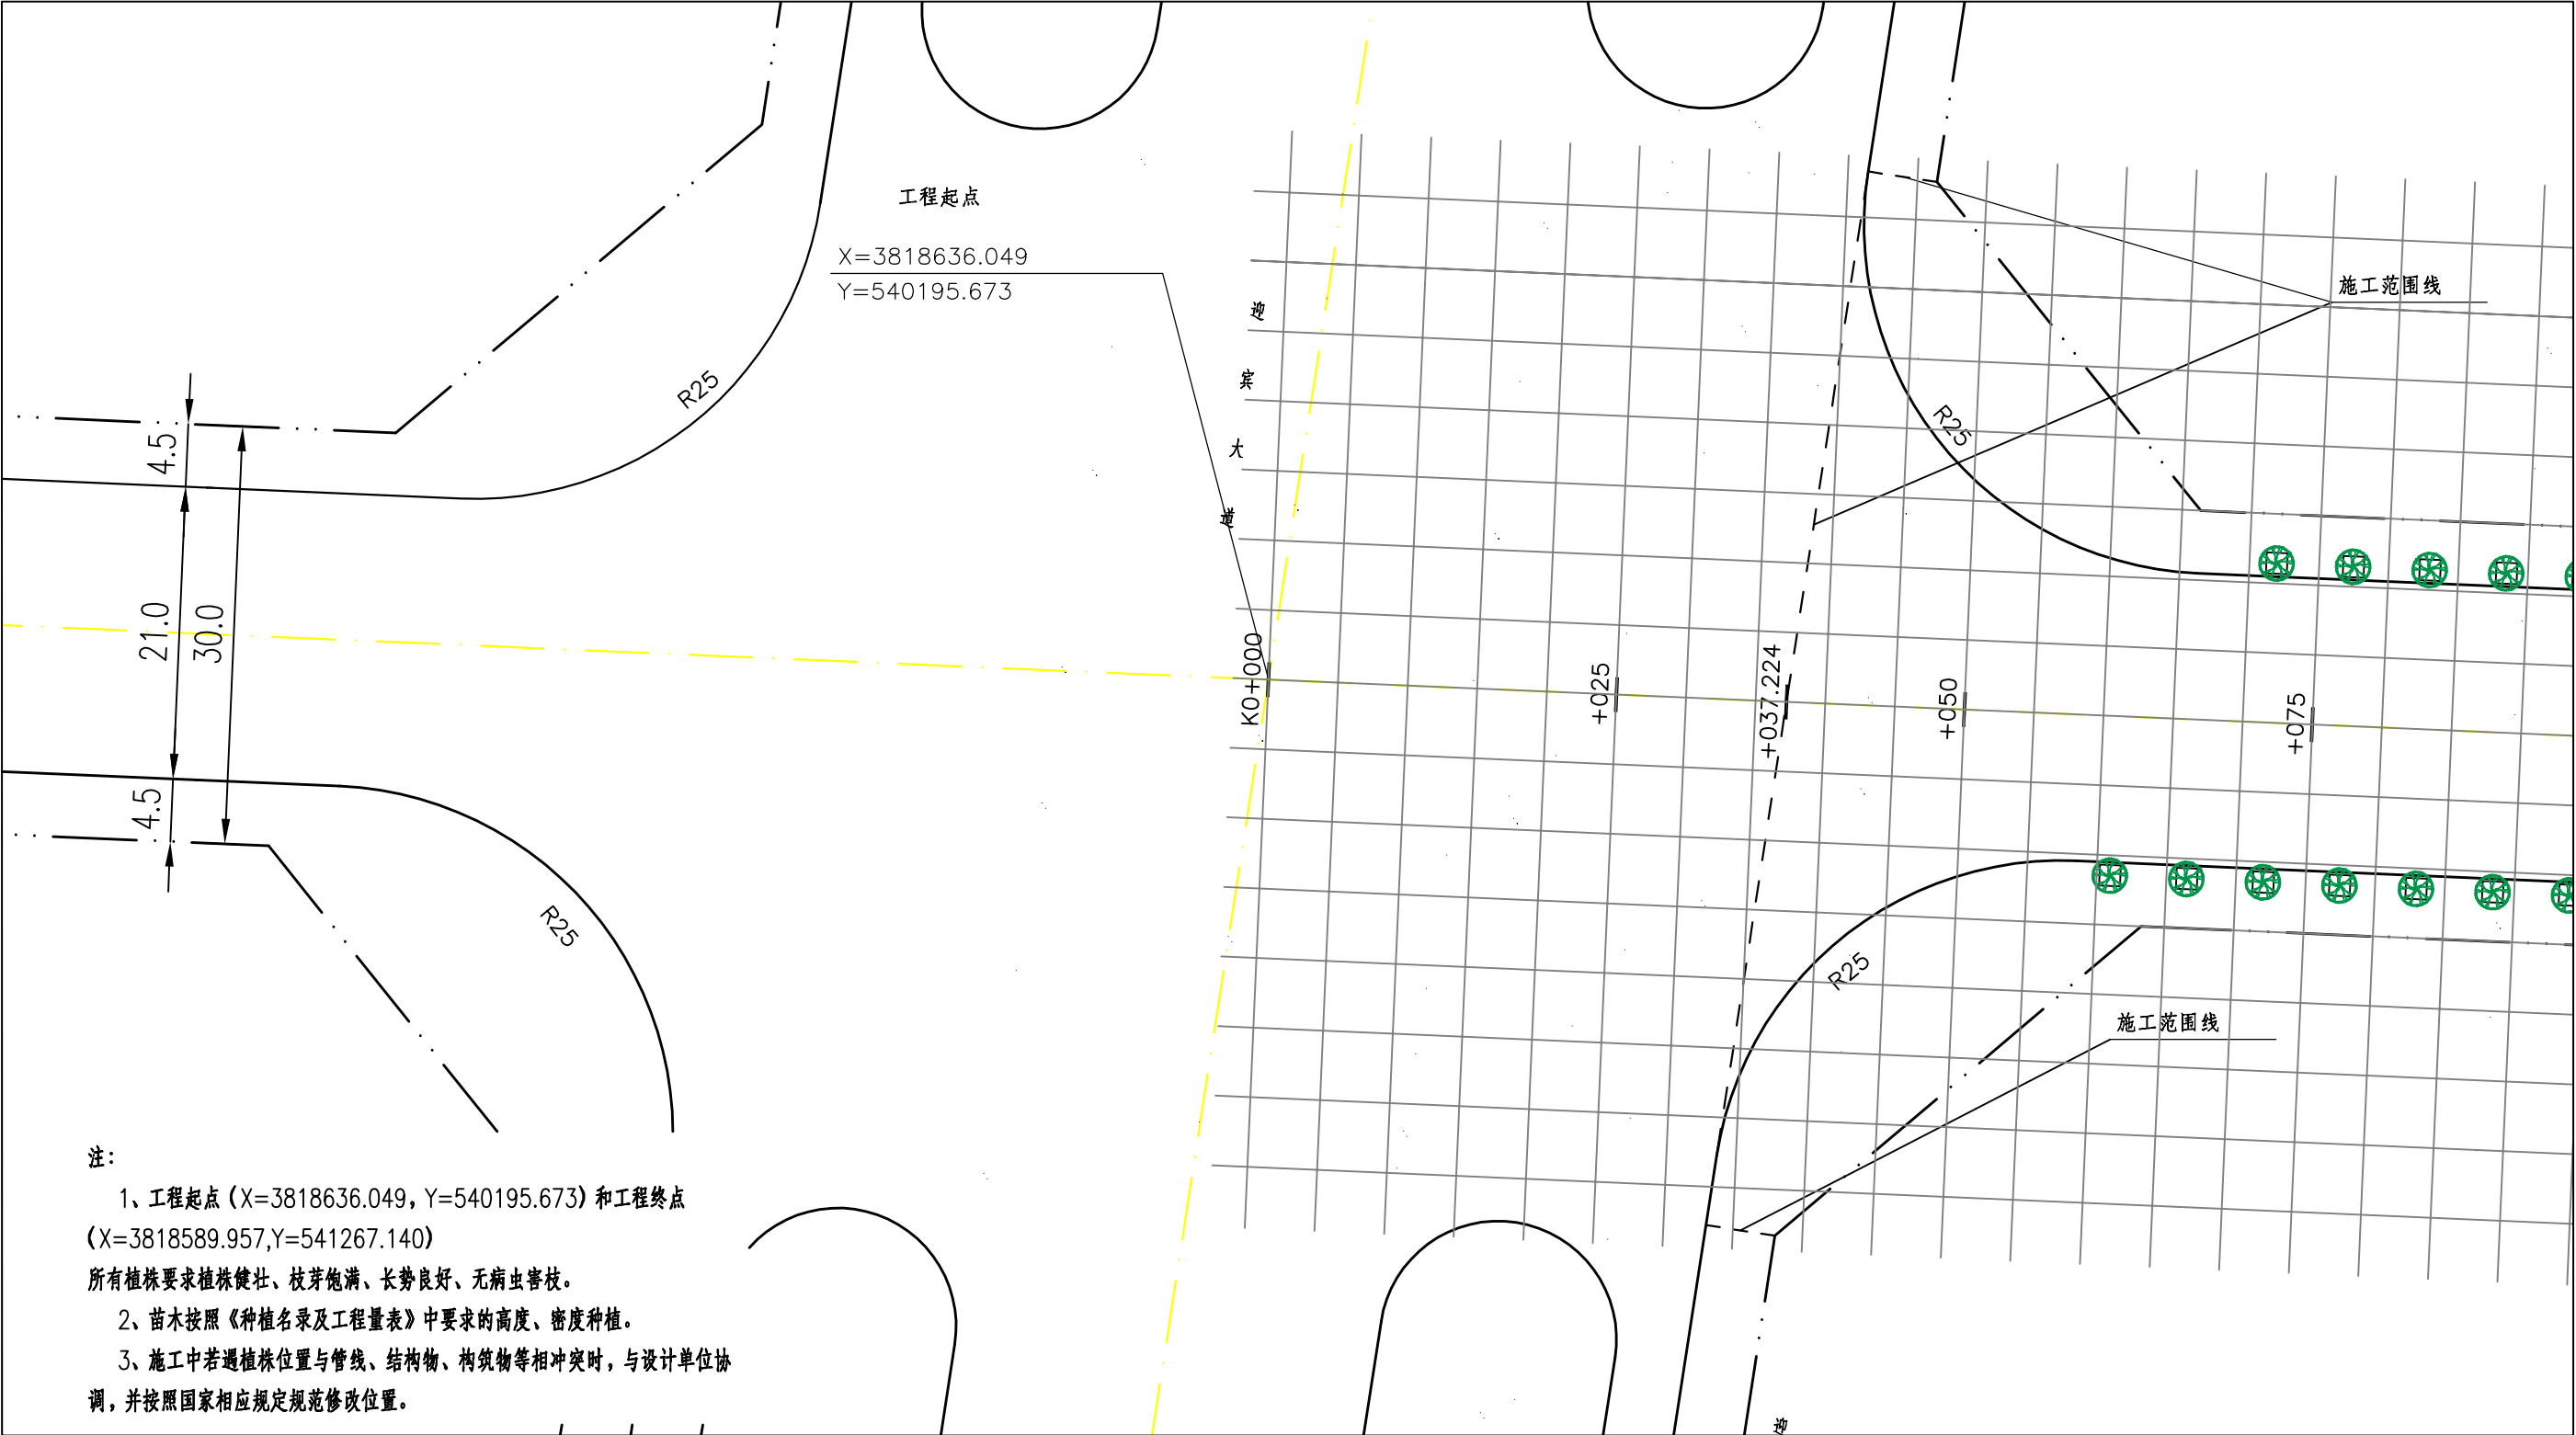 工程起点
X=3818636.049
Y=540195.673
迎
宾
大
道
施工范围线
R25
R25
4.5
21.0
30.0
4.5
K0+000
+025
+037.224
+050
+075
R25
R25
施工范围线
注:
1、工程起点(X=3818636.049, Y=540195.673)和工程终点
(X=3818589.957,Y=541267.140)
所有植株要求植株健壮、枝芽饱满、长势良好、无病虫害枝。
2、苗木按照《种植名录及工程量表》中要求的高度、密度种植。
3、施工中若遇植株位置与管线、结构物、构筑物等相冲突时,与设计单位协
调,并按照国家相应规定规范修改位置。
迎